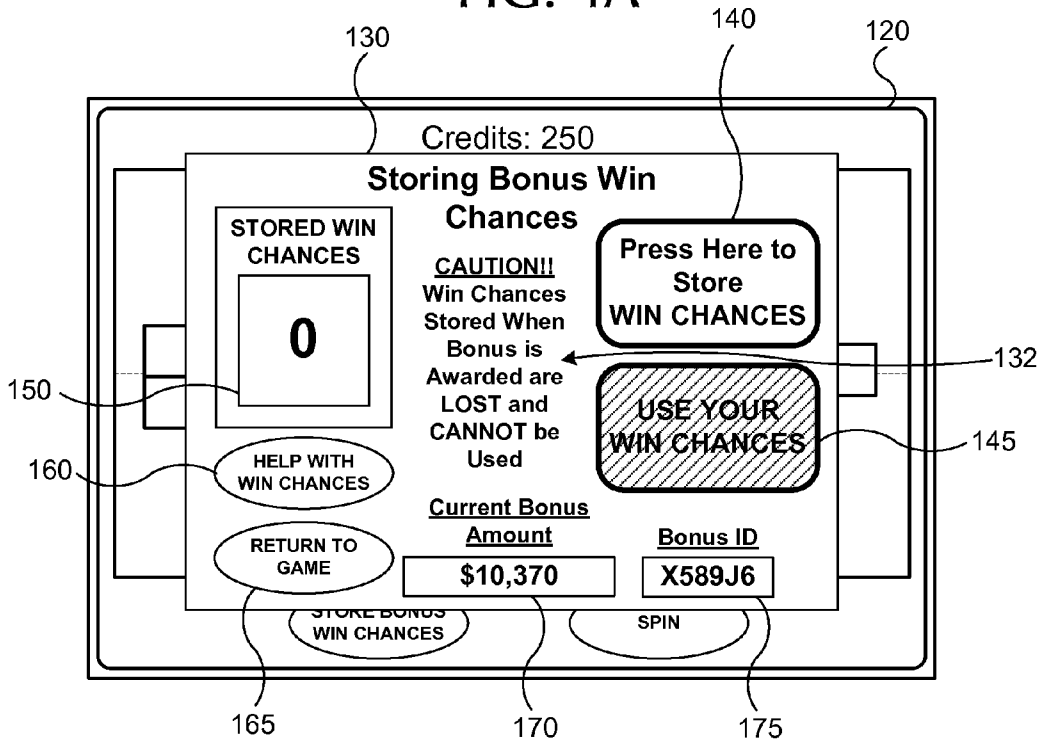 FIG. 4A
130
140
120
Credits: 250
Storing Bonus Win
Chances
STORED WIN
CHANCES
0
CAUTION!!
Win Chances
Stored When
Bonus is
Awarded are
LOST and
CANNOT be
Used
Press Here to
Store
WIN CHANCES
132
150
USE YOUR
WIN CHANCES
145
160
HELP WITH
WIN CHANCES
Current Bonus
Amount
$10,370
Bonus ID
X589J6
RETURN TO
GAME
STORE BONUS
WIN CHANCES
SPIN
165
170
175